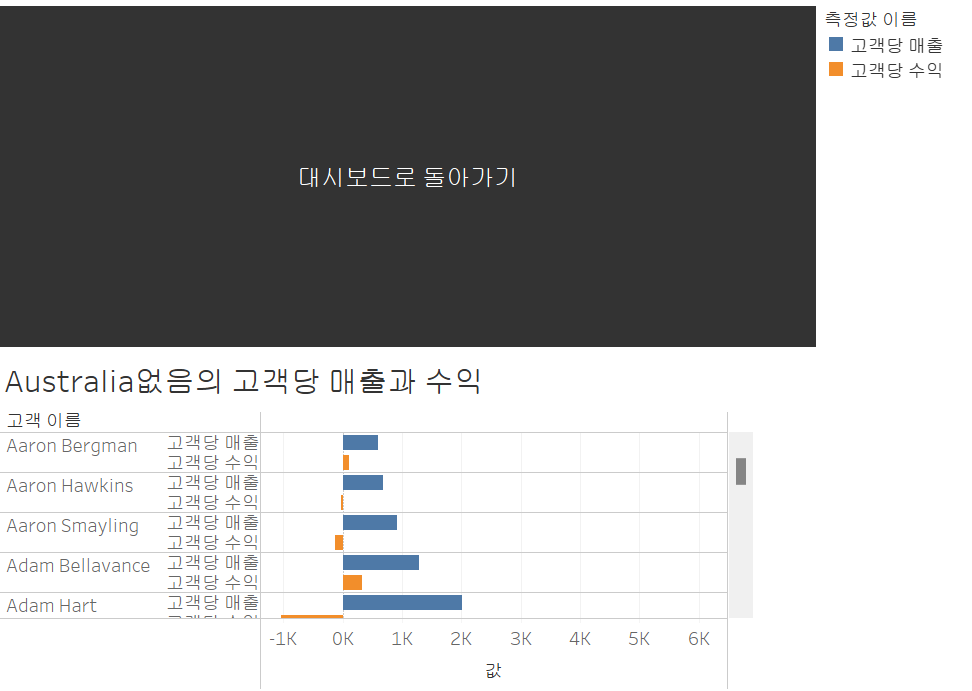 측정값 이름
고객당 매출
고객당 수익
대시보드로 돌아가기
Australia없음의 고객당 매출과 수익
고객 이름
Aaron Bergman 고객당 매출
고객당 수익
Aaron Hawkins 고객당 매출
고객당 수익
Aaron Smayling 고객당 매출
고객당 수익
Adam Bellavance 고객당 매출
고객당 수익
Adam Hart 고객당 매출
-1K 0K 1K 2K 3K 4K 5K 6K
값